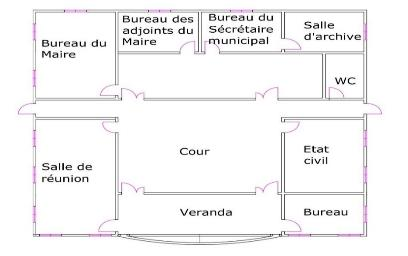 Bureau du
Maire
Bureau des
adjoints du
Maire
Bureau du
Sécrétaire
municipal
Salle
d'archive
WC
Salle de
réunion
Cour
Etat
civil
Veranda
Bureau